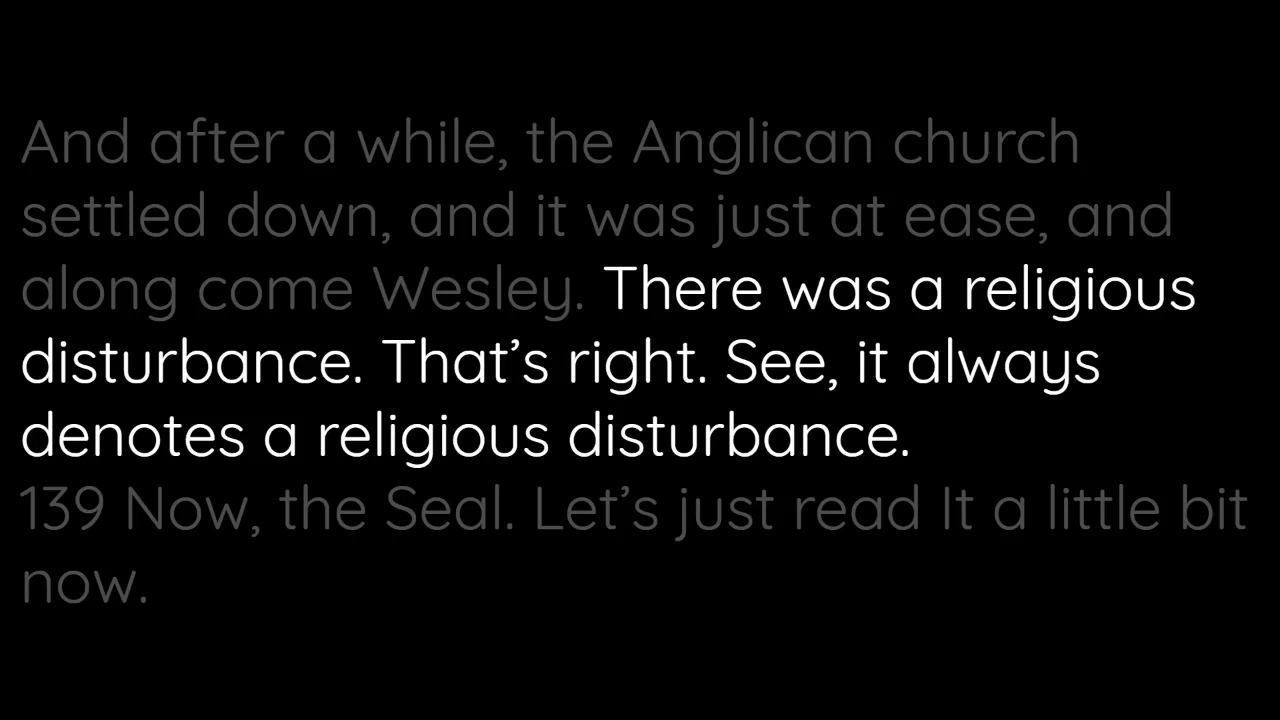 And after a while, the Anglican church
settled down, and it was just at ease, and
along come Wesley. There was a religious
disturbance. That’s right. See, it always
denotes a religious disturbance.
139 Now, the Seal. Let’s just read It a little bit
now.